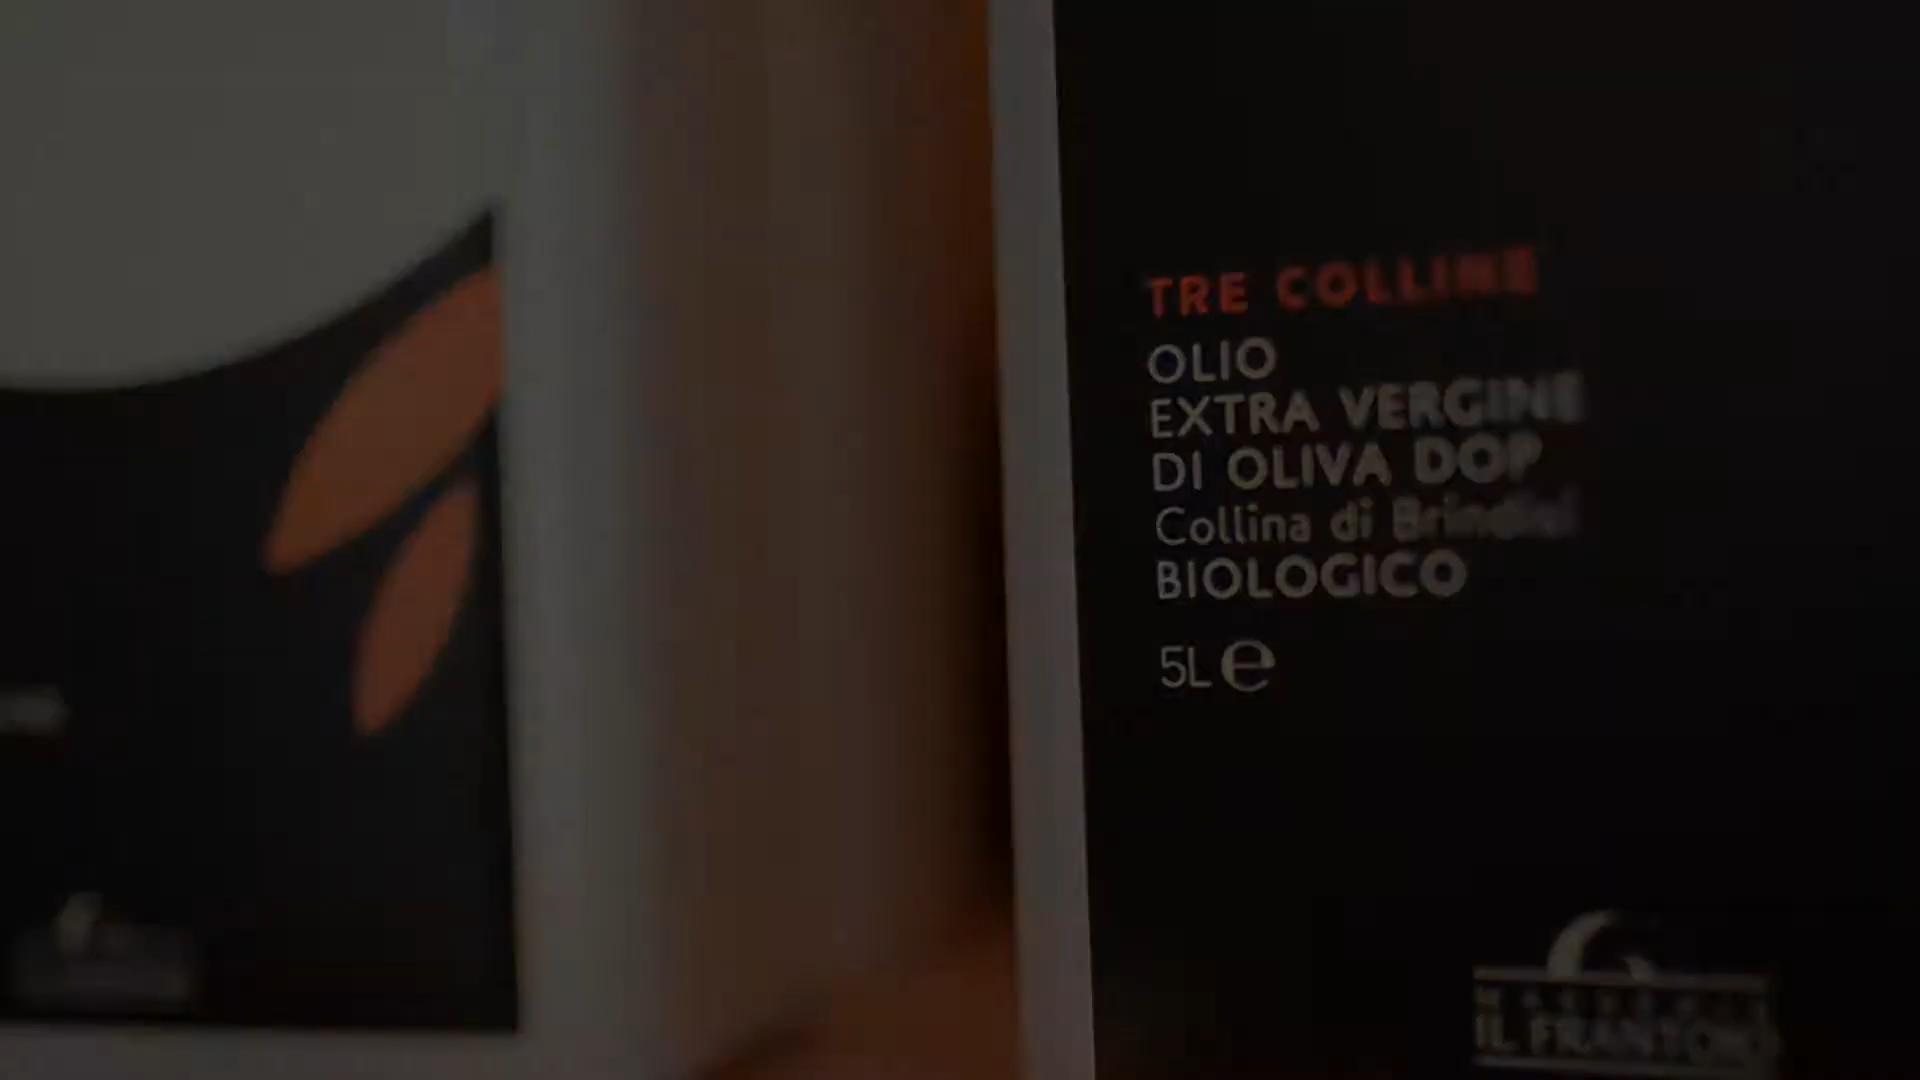 TRE COLLINE
OLIO
EXTRA VERGINE
DI OLIVA DOP
Collina di Brindisi
BIOLOGICO
5L e
IL FRANTOIO